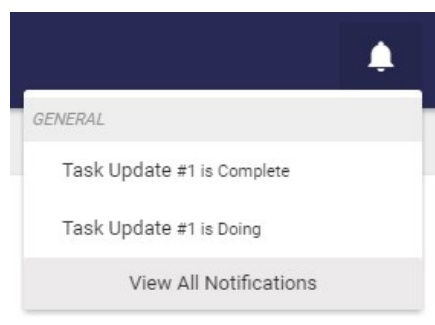 GENERAL
Task Update #1 is Complete
Task Update #1 is Doing
View All Notifications